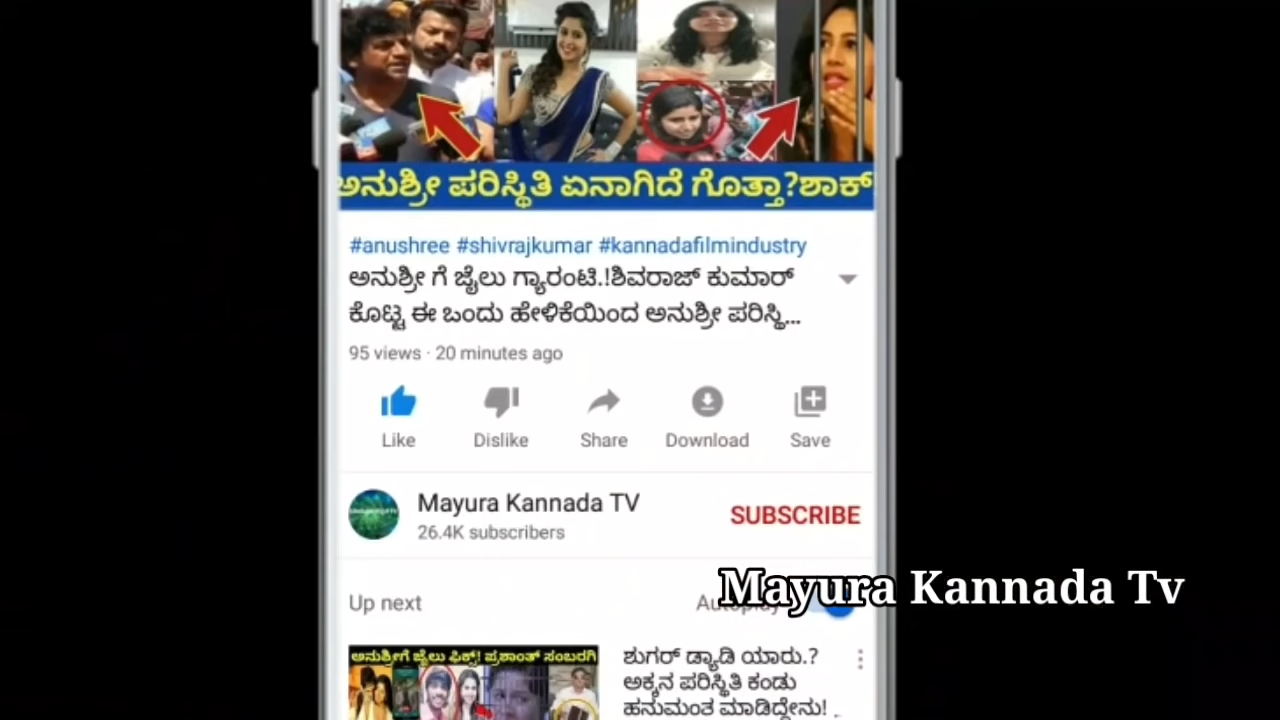 ಅನುಶ್ರೀ ಪರಿಸ್ಥಿತಿ ಏನಾಗಿದೆ ಗೊತ್ತಾ?ಶಾಕ್
#anushree #shivrajkumar #kannadafilmindustry
ಅನುಶ್ರೀ ಗೆ ಜೈಲು ಗ್ಯಾರಂಟಿ.!ಶಿವರಾಜ್ ಕುಮಾರ್
ಕೊಟ್ಟ ಈ ಒಂದು ಹೇಳಿಕೆಯಿಂದ ಅನುಶ್ರೀ ಪರಿಸ್ಥಿ...
95 views · 20 minutes ago
Like Dislike Share Download Save
Mayura Kannada TV
26.4K subscribers
SUBSCRIBE
Mayura Kannada Tv
Up next Autoplay
ಅನುಶ್ರೀಗೆ ಜೈಲು ಫಿಕ್ಸ್! ಪ್ರಶಾಂತ್ ಸಂಬರಗಿ
ಶುಗರ್ ಡ್ಯಾಡಿ ಯಾರು.?
ಅಕ್ಕನ ಪರಿಸ್ಥಿತಿ ಕಂಡು
ಹನುಮಂತ ಮಾಡಿದ್ದೇನು!